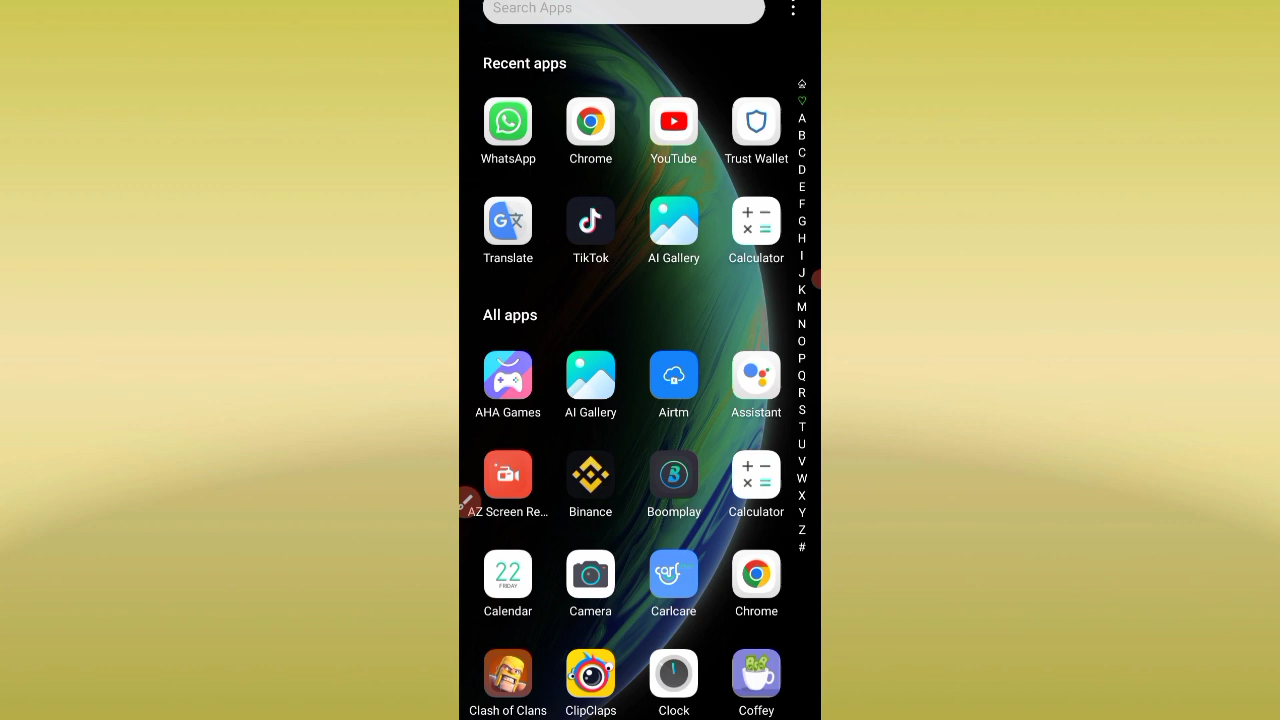 Search Apps
Recent apps
WhatsApp Chrome YouTube Trust Wallet
Translate TikTok AI Gallery Calculator
All apps
AHA Games AI Gallery Airtm Assistant
AZ Screen Re... Binance Boomplay Calculator
22
FRIDAY
carl
Calendar Camera Carlcare Chrome
Clash of Clans ClipClaps Clock Coffey
A
B
C
D
E
F
G
H
I
J
K
M
N
O
P
Q
R
S
T
U
V
W
X
Y
Z
#